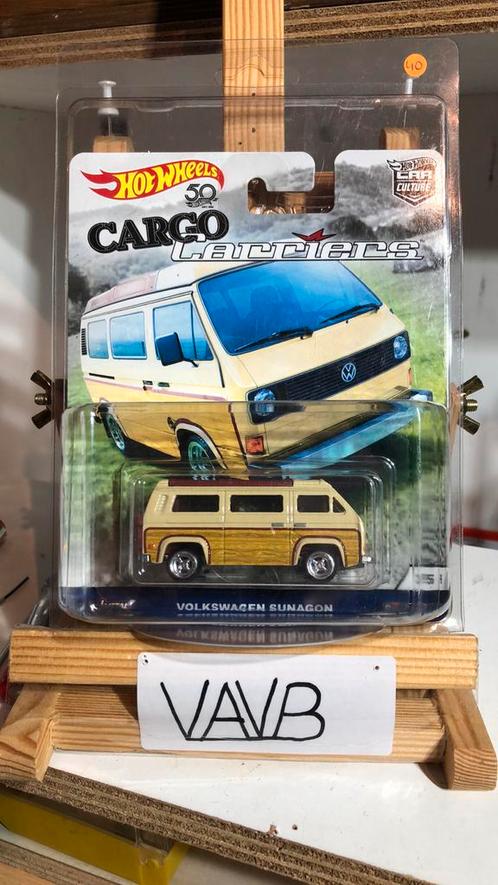 40
HOT WHEELS
50
CAR
CULTURE
CARGO
Carriers
VOLKSWAGEN SUNAGON
VAVB